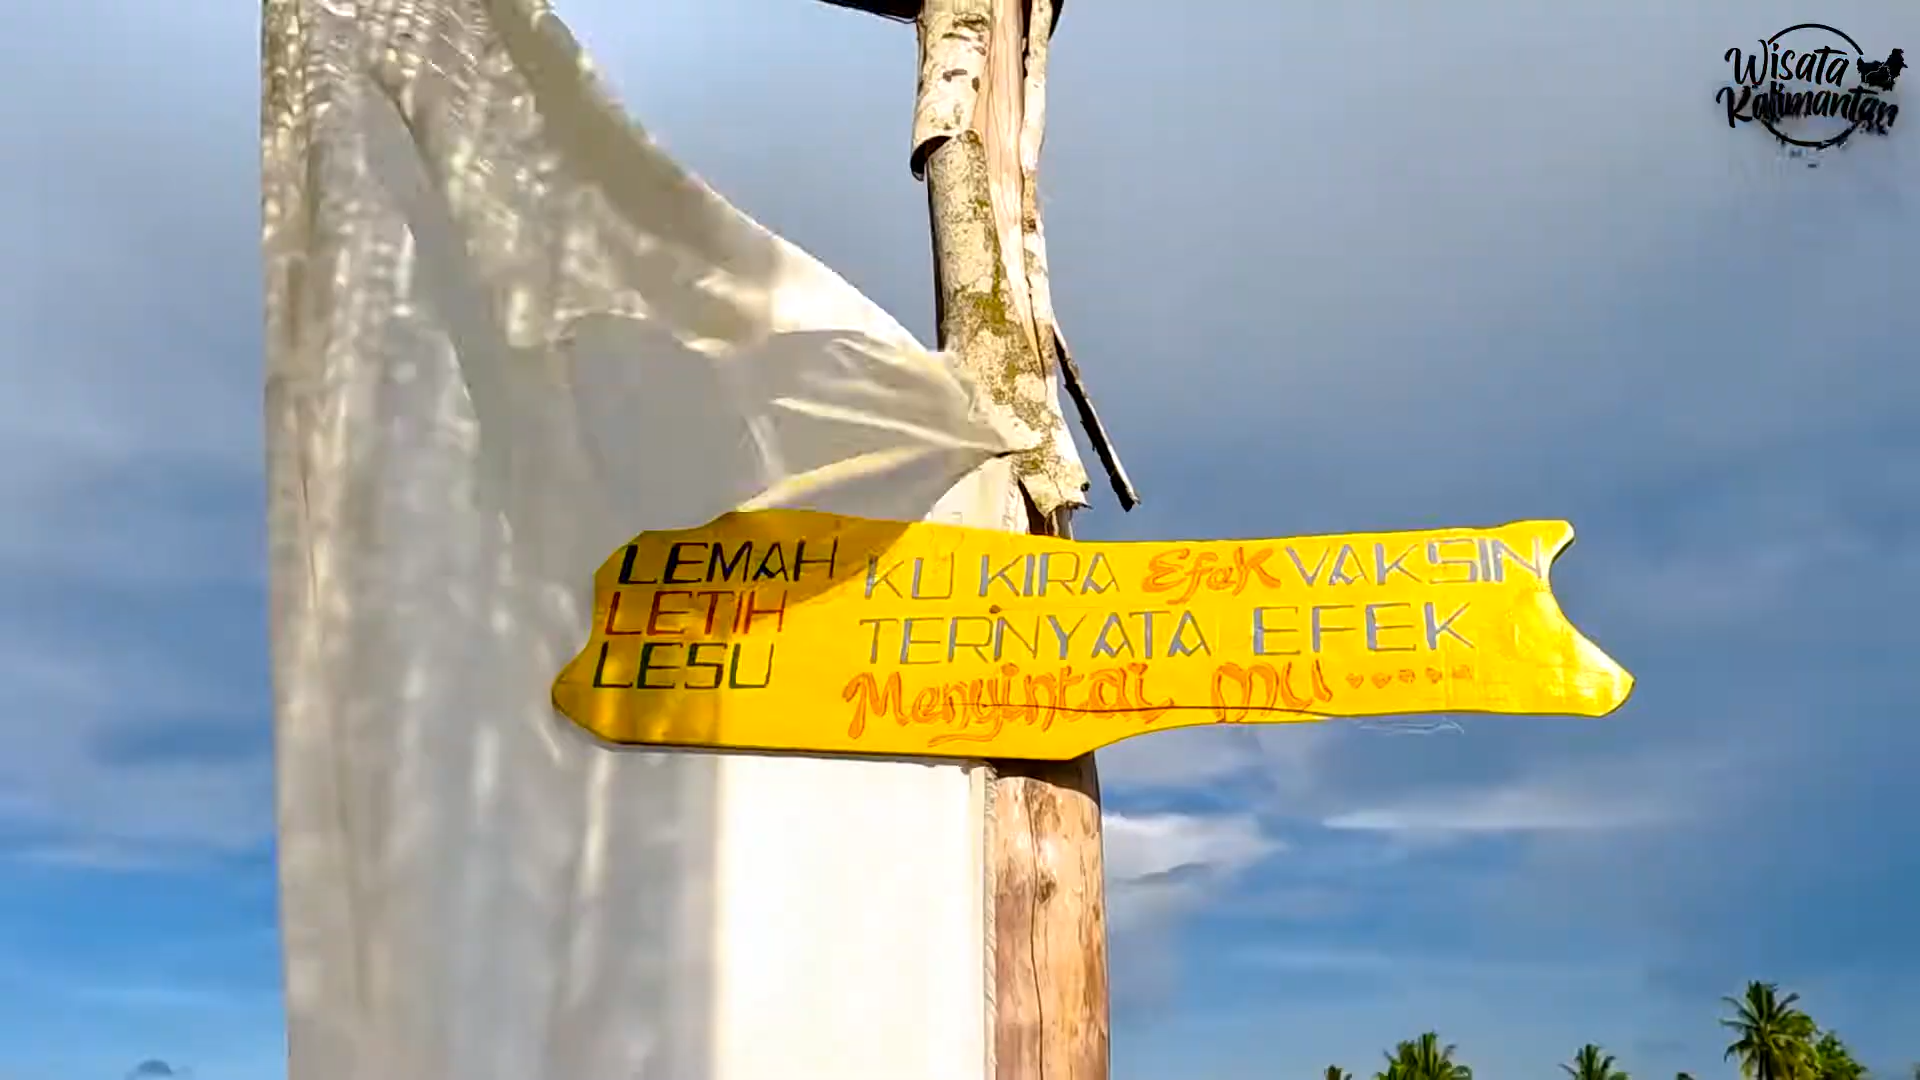 Wisata
Kalimantan
LEMAH
LETIH
LESU
KU KIRA Efek VAKSIN
TERNYATA EFEK
Menyintai MU.....